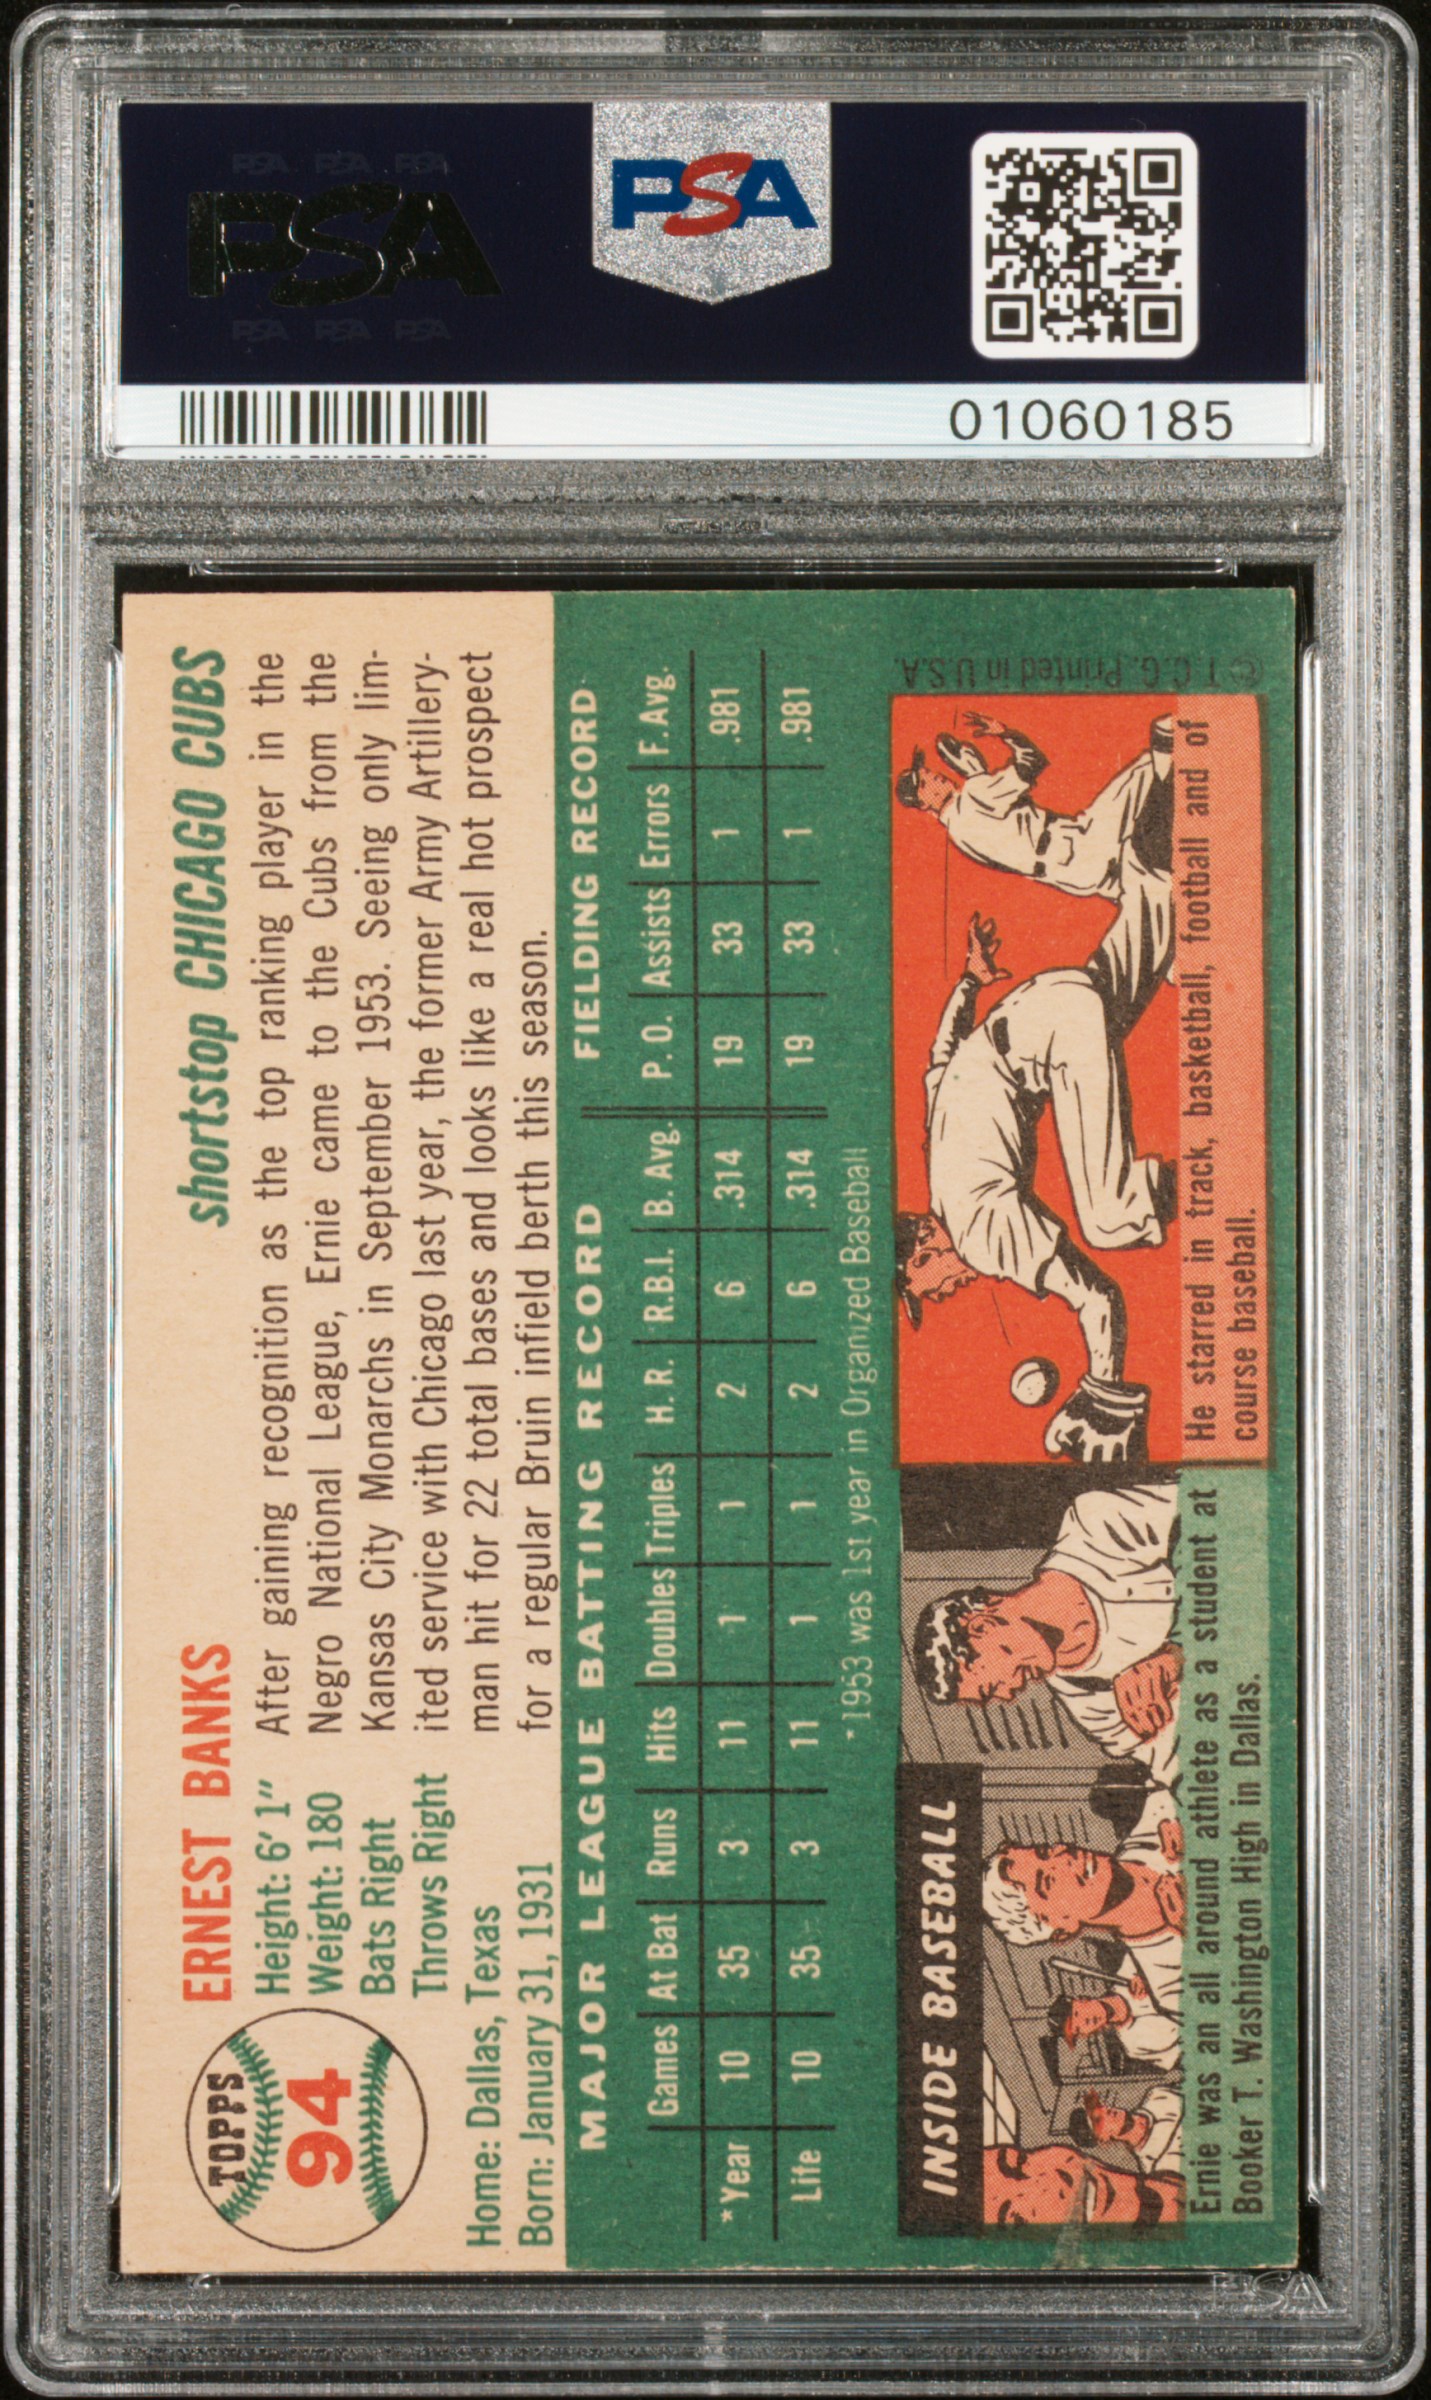 PSA PSA PSA
PSA
PSA PSA PSA
PSA
01060185
TOPPS
94
ERNEST BANKS
shortstop CHICAGO CUBS
Height: 6' 1"
Weight: 180
Bats Right
Throws Right
Home: Dallas, Texas
Born: January 31, 1931
After gaining recognition as the top ranking player in the
Negro National League, Ernie came to the Cubs from the
Kansas City Monarchs in September 1953. Seeing only lim-
ited service with Chicago last year, the former Army Artillery-
man hit for 22 total bases and looks like a real hot prospect
for a regular Bruin infield berth this season.
MAJOR LEAGUE BATTING RECORD FIELDING RECORD
Games At Bat Runs Hits Doubles Triples H.R. R.B.I. B. Avg. P. O. Assists Errors F.Avg.
*Year 10 35 3 11 1 1 2 6 .314 19 33 1 .981
Life 10 35 3 11 1 1 2 6 .314 19 33 1 .981
*1953 was 1st year in Organized Baseball
INSIDE BASEBALL
Ernie was an all around athlete as a student at
Booker T. Washington High in Dallas.
He starred in track, basketball, football and of
course baseball.
© T.C.G. Printed in U.S.A.
PSA